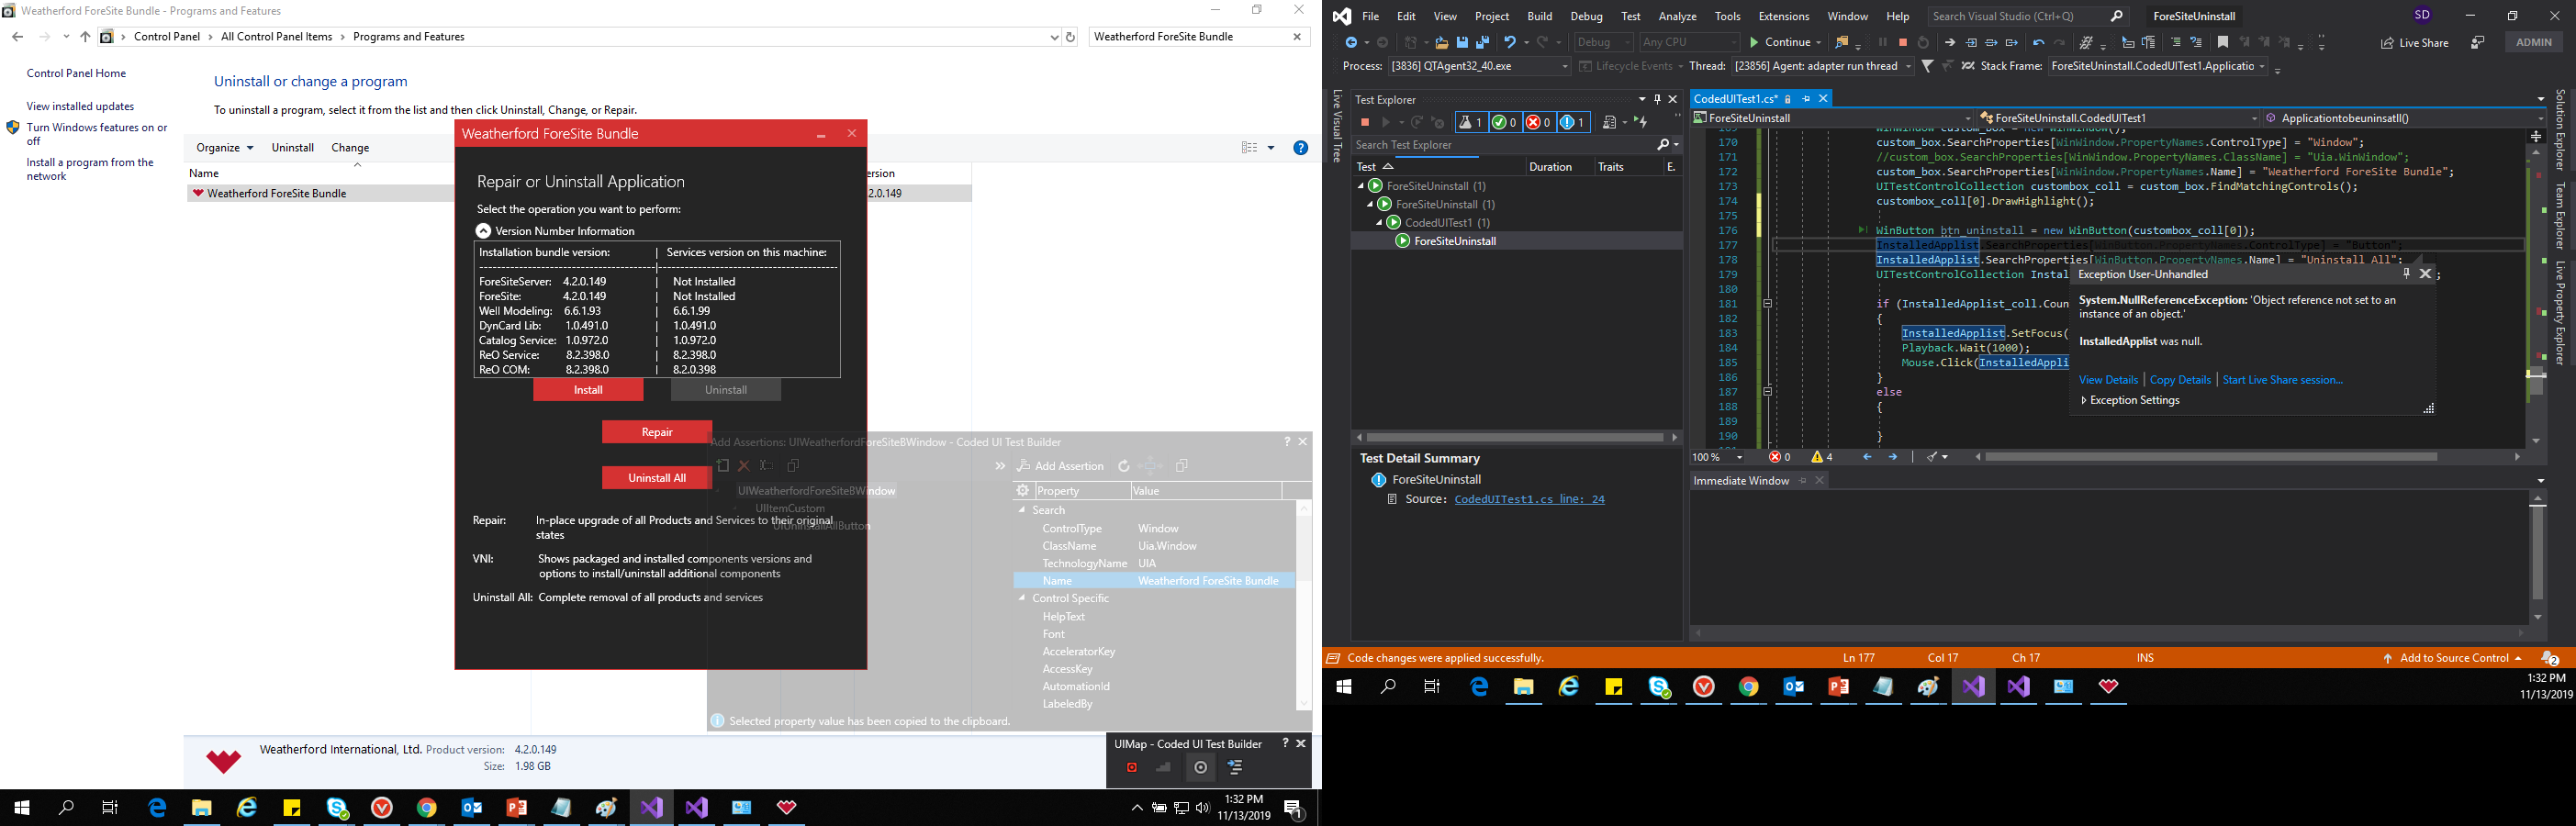 Weatherford ForeSite Bundle - Programs and Features
Control Panel > All Control Panel Items > Programs and Features
Weatherford ForeSite Bundle
Control Panel Home
View installed updates
Turn Windows features on or off
Install a program from the network
Uninstall or change a program
To uninstall a program, select it from the list and then click Uninstall, Change, or Repair.
Organize
Uninstall
Change
Name
ersion
Weatherford ForeSite Bundle
2.0.149
Weatherford ForeSite Bundle
Repair or Uninstall Application
Select the operation you want to perform:
Version Number Information
Installation bundle version: | Services version on this machine:
ForeSiteServer: 4.2.0.149 | Not Installed
ForeSite: 4.2.0.149 | Not Installed
Well Modeling: 6.6.1.93 | 6.6.1.99
DynCard Lib: 1.0.491.0 | 1.0.491.0
Catalog Service: 1.0.972.0 | 1.0.972.0
ReO Service: 8.2.398.0 | 8.2.398.0
ReO COM: 8.2.398.0 | 8.2.0.398
Install
Uninstall
Repair
Uninstall All
Repair: In-place upgrade of all Products and Services to their original states
VNI: Shows packaged and installed components versions and options to install/uninstall additional components
Uninstall All: Complete removal of all products and services
Add Assertions: UIWeatherfordForeSiteBWindow - Coded UI Test Builder
Add Assertion
UIWeatherfordForeSiteBWindow
UIItemCustom
UIUninstallAllButton
Property
Value
Search
ControlType Window
ClassName Uia.Window
TechnologyName UIA
Name Weatherford ForeSite Bundle
Control Specific
HelpText
Font
AcceleratorKey
AccessKey
AutomationId
LabeledBy
Selected property value has been copied to the clipboard.
Weatherford International, Ltd. Product version: 4.2.0.149
Size: 1.98 GB
UIMap - Coded UI Test Builder
1:32 PM
11/13/2019
File Edit View Project Build Debug Test Analyze Tools Extensions Window Help
Search Visual Studio (Ctrl+Q)
ForeSiteUninstall
SD
Debug
Any CPU
Continue
Live Share
ADMIN
Process: [3836] QTAgent32_40.exe
Lifecycle Events
Thread: [23856] Agent: adapter run thread
Stack Frame: ForeSiteUninstall.CodedUITest1.Applicatio
Live Visual Tree
Test Explorer
1 0 0 1
Search Test Explorer
Test Duration Traits E.
ForeSiteUninstall (1)
ForeSiteUninstall (1)
CodedUITest1 (1)
ForeSiteUninstall
Test Detail Summary
ForeSiteUninstall
Source: CodedUITest1.cs line: 24
CodedUITest1.cs*
ForeSiteUninstall
ForeSiteUninstall.CodedUITest1
Applicationtobeuninsatll()
169 WinWindow custom_box = new WinWindow();
170 custom_box.SearchProperties[WinWindow.PropertyNames.ControlType] = "Window";
171 //custom_box.SearchProperties[WinWindow.PropertyNames.ClassName] = "Uia.WinWindow";
172 custom_box.SearchProperties[WinWindow.PropertyNames.Name] = "Weatherford ForeSite Bundle";
173 UITestControlCollection custombox_coll = custom_box.FindMatchingControls();
174 custombox_coll[0].DrawHighlight();
175
176 WinButton btn_uninstall = new WinButton(custombox_coll[0]);
177 InstalledApplist.SearchProperties[WinButton.PropertyNames.ControlType] = "Button";
178 InstalledApplist.SearchProperties[WinButton.PropertyNames.Name] = "Uninstall All";
179 UITestControlCollection Instal
180
181 if (InstalledApplist_coll.Coun
182 {
183 InstalledApplist.SetFocus(
184 Playback.Wait(1000);
185 Mouse.Click(InstalledAppli
186 }
187 else
188 {
189
190 }
Exception User-Unhandled
System.NullReferenceException: 'Object reference not set to an instance of an object.'
InstalledApplist was null.
View Details | Copy Details | Start Live Share session...
Exception Settings
100 %
0
4
Immediate Window
Solution Explorer
Team Explorer
Live Property Explorer
Code changes were applied successfully.
Ln 177
Col 17
Ch 17
INS
Add to Source Control
2
1:32 PM
11/13/2019